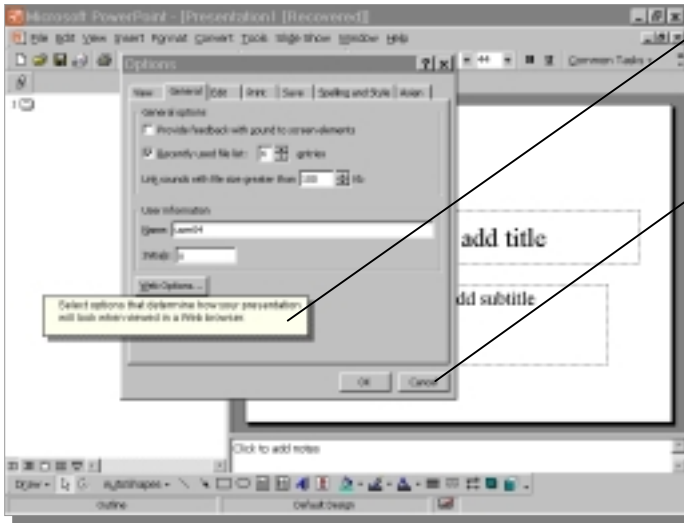 Microsoft PowerPoint - [Presentation1 [Recovered]]
File Edit View Insert Format Convert Tools Slide Show Window Help
44 B U Common Tasks
Options
View General Edit Print Save Spelling and Style Asian
General options
Provide feedback with sound to screen elements
Recently used file list: entries
Link sounds with file size greater than 100 Kb
User information
Name:
Initials:
Web Options...
Select options that determine how your presentation
will look when viewed in a Web browser.
OK Cancel
1
add title
dd subtitle
Click to add notes
Draw AutoShapes
Outline Default Design